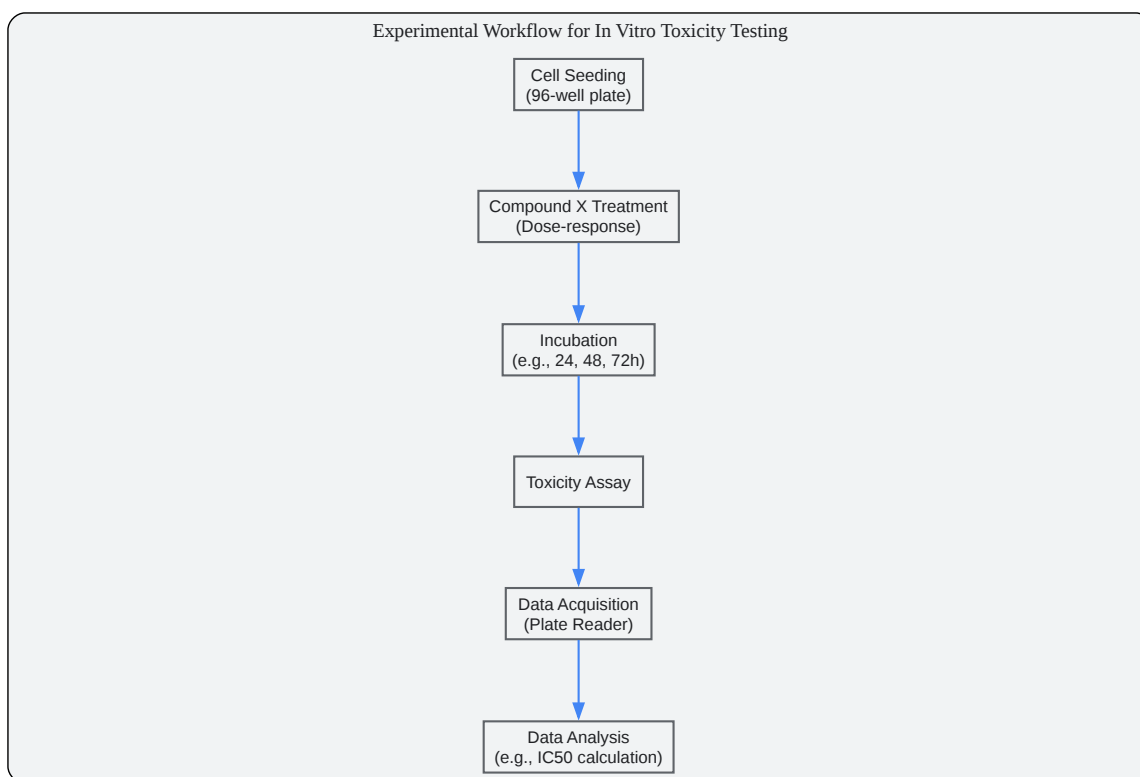 Experimental Workflow for In Vitro Toxicity Testing
Cell Seeding
(96-well plate)
Compound X Treatment
(Dose-response)
Incubation
(e.g., 24, 48, 72h)
Toxicity Assay
Data Acquisition
(Plate Reader)
Data Analysis
(e.g., IC50 calculation)